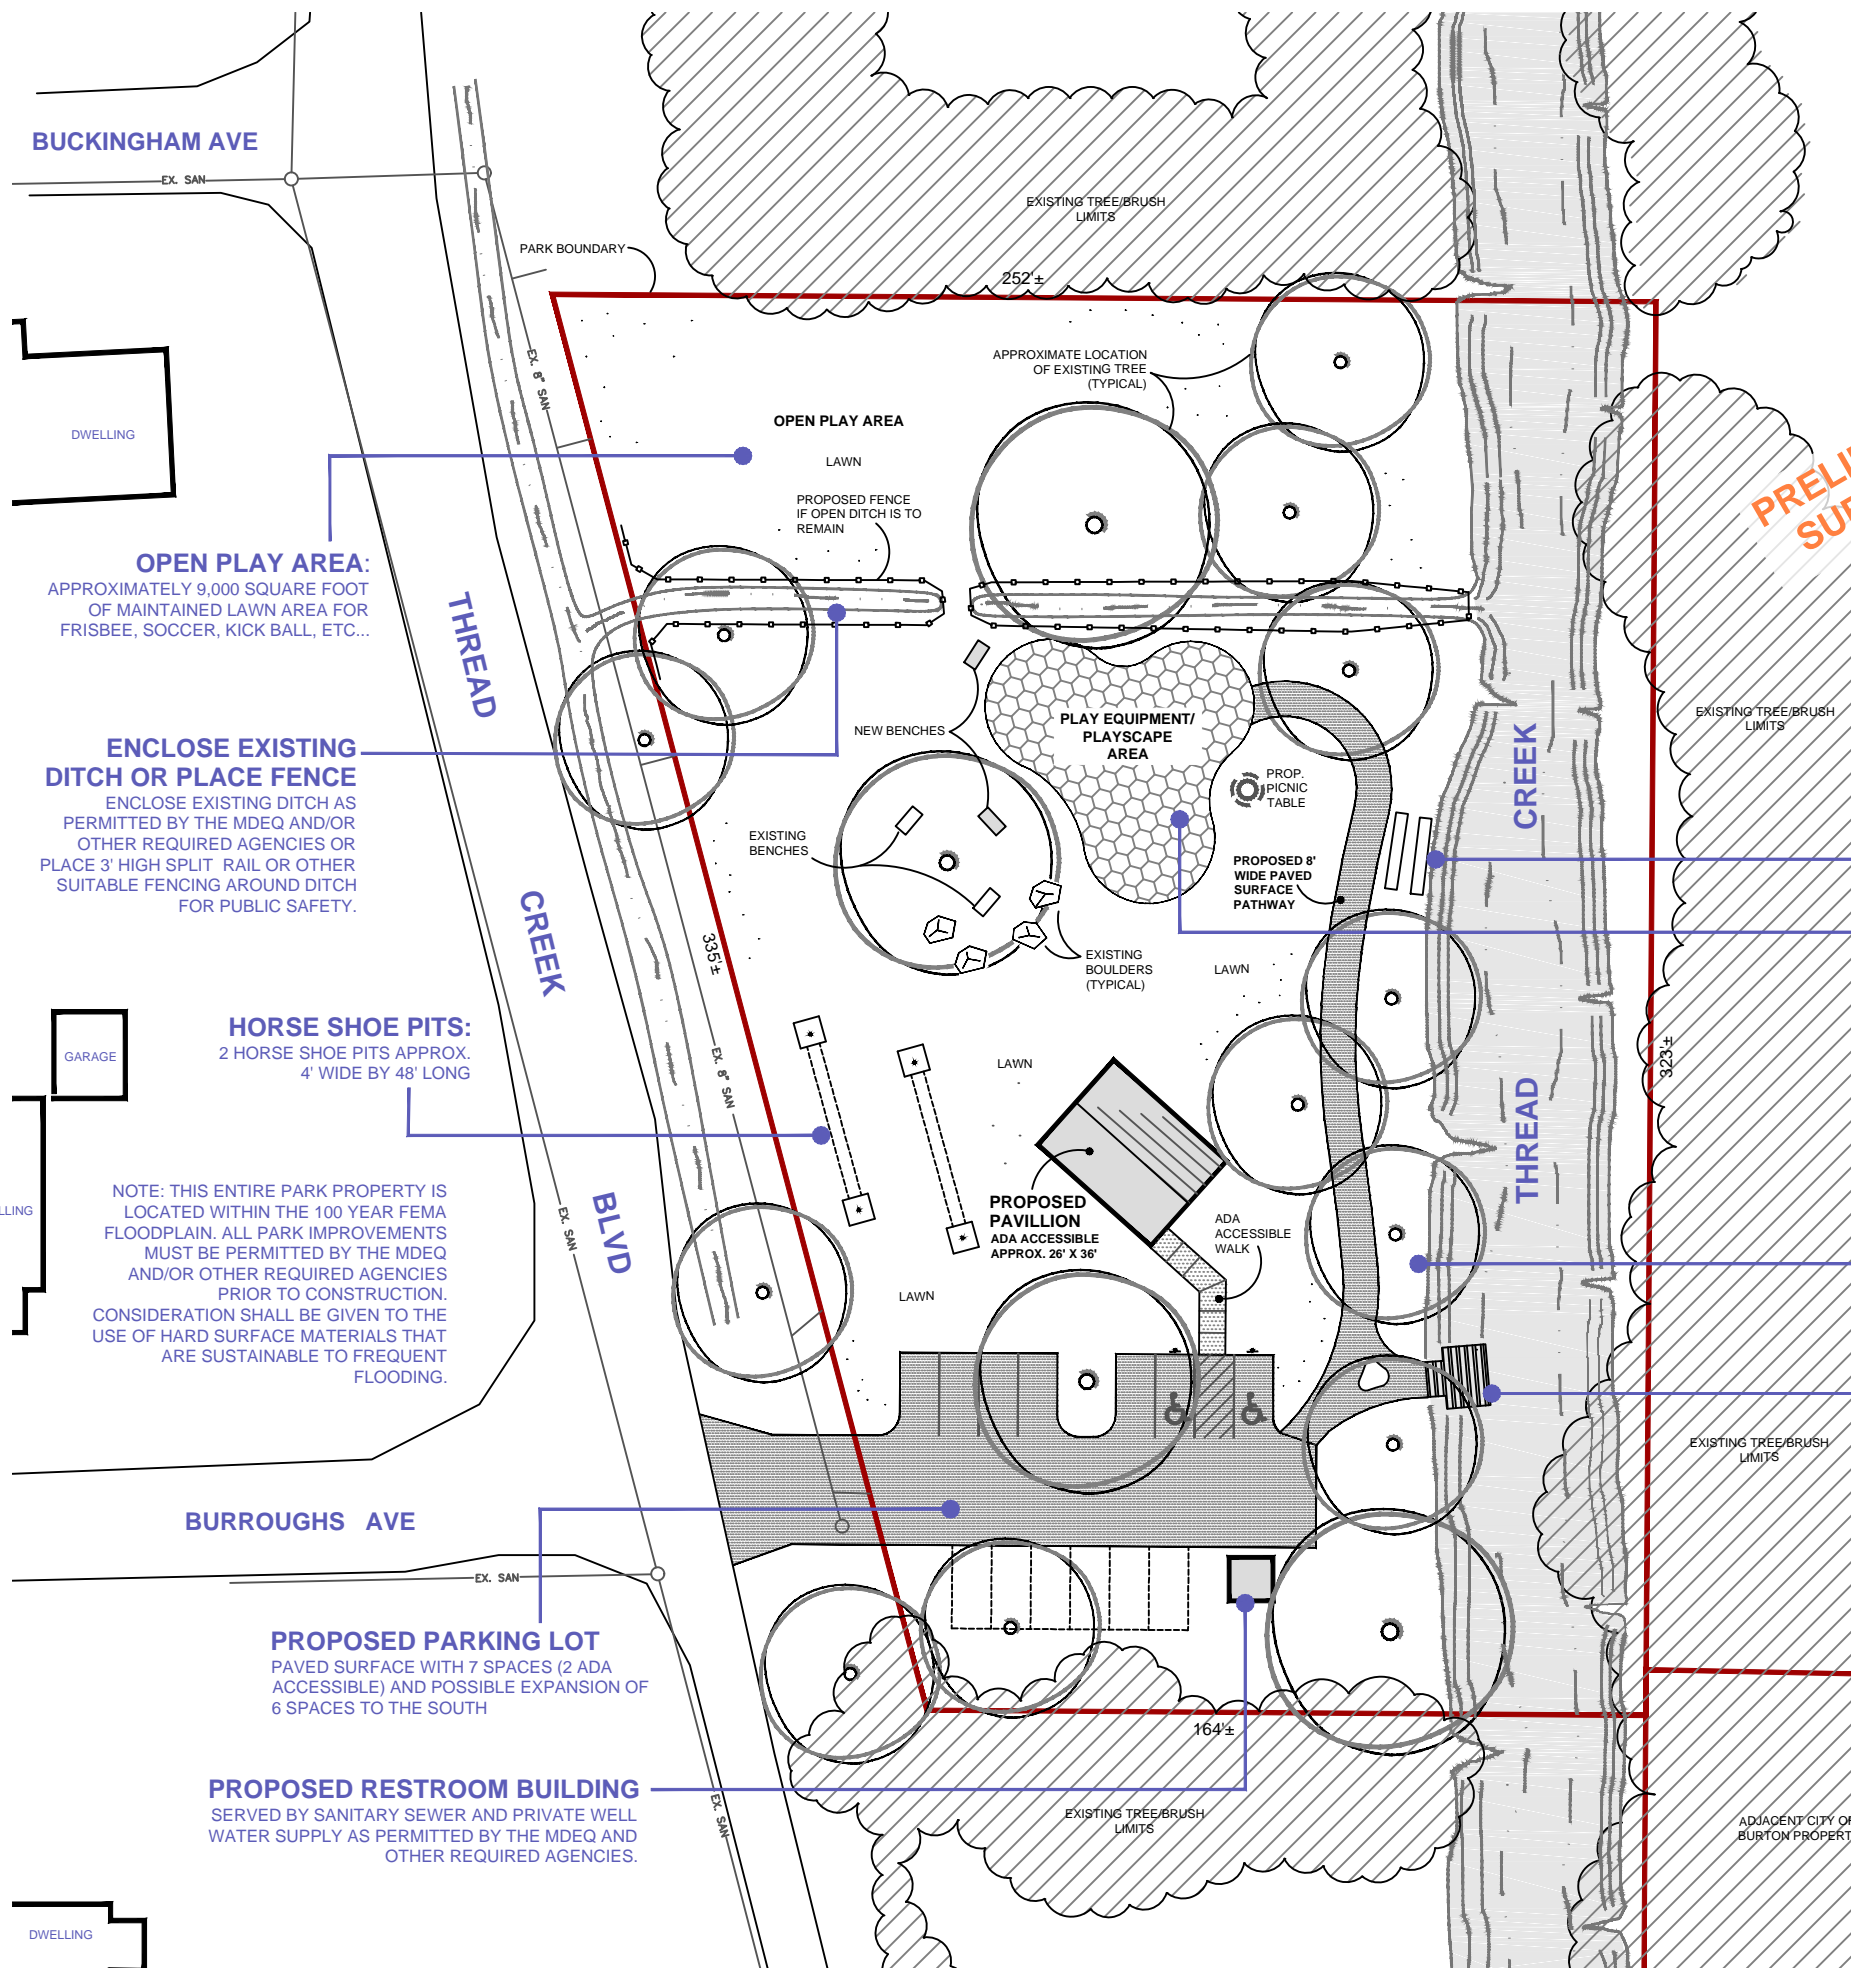 BUCKINGHAM AVE
EX. SAN
EXISTING TREE/BRUSH
LIMITS
PARK BOUNDARY
252'±
EX. 8" SAN
APPROXIMATE LOCATION
OF EXISTING TREE
(TYPICAL)
DWELLING
OPEN PLAY AREA
LAWN
PROPOSED FENCE
IF OPEN DITCH IS TO
REMAIN
OPEN PLAY AREA:
APPROXIMATELY 9,000 SQUARE FOOT
OF MAINTAINED LAWN AREA FOR
FRISBEE, SOCCER, KICK BALL, ETC...
THREAD
CREEK
BLVD
ENCLOSE EXISTING
DITCH OR PLACE FENCE
ENCLOSE EXISTING DITCH AS
PERMITTED BY THE MDEQ AND/OR
OTHER REQUIRED AGENCIES OR
PLACE 3' HIGH SPLIT RAIL OR OTHER
SUITABLE FENCING AROUND DITCH
FOR PUBLIC SAFETY.
NEW BENCHES
PLAY EQUIPMENT/
PLAYSCAPE
AREA
PROP.
PICNIC
TABLE
EXISTING
BENCHES
PROPOSED 8'
WIDE PAVED
SURFACE
PATHWAY
EXISTING TREE/BRUSH
LIMITS
CREEK
THREAD
335'±
EXISTING
BOULDERS
(TYPICAL)
LAWN
HORSE SHOE PITS:
2 HORSE SHOE PITS APPROX.
4' WIDE BY 48' LONG
GARAGE
EX. 8" SAN
LAWN
323'±
NOTE: THIS ENTIRE PARK PROPERTY IS
LOCATED WITHIN THE 100 YEAR FEMA
FLOODPLAIN. ALL PARK IMPROVEMENTS
MUST BE PERMITTED BY THE MDEQ
AND/OR OTHER REQUIRED AGENCIES
PRIOR TO CONSTRUCTION.
CONSIDERATION SHALL BE GIVEN TO THE
USE OF HARD SURFACE MATERIALS THAT
ARE SUSTAINABLE TO FREQUENT
FLOODING.
LLING
EX. SAN
PROPOSED
PAVILLION
ADA ACCESSIBLE
APPROX. 26' X 36'
ADA
ACCESSIBLE
WALK
LAWN
EXISTING TREE/BRUSH
LIMITS
BURROUGHS AVE
EX. SAN
PROPOSED PARKING LOT
PAVED SURFACE WITH 7 SPACES (2 ADA
ACCESSIBLE) AND POSSIBLE EXPANSION OF
6 SPACES TO THE SOUTH
164'±
PROPOSED RESTROOM BUILDING
SERVED BY SANITARY SEWER AND PRIVATE WELL
WATER SUPPLY AS PERMITTED BY THE MDEQ AND
OTHER REQUIRED AGENCIES.
EX. SAN
EXISTING TREE/BRUSH
LIMITS
ADJACENT CITY OF
BURTON PROPERT
DWELLING